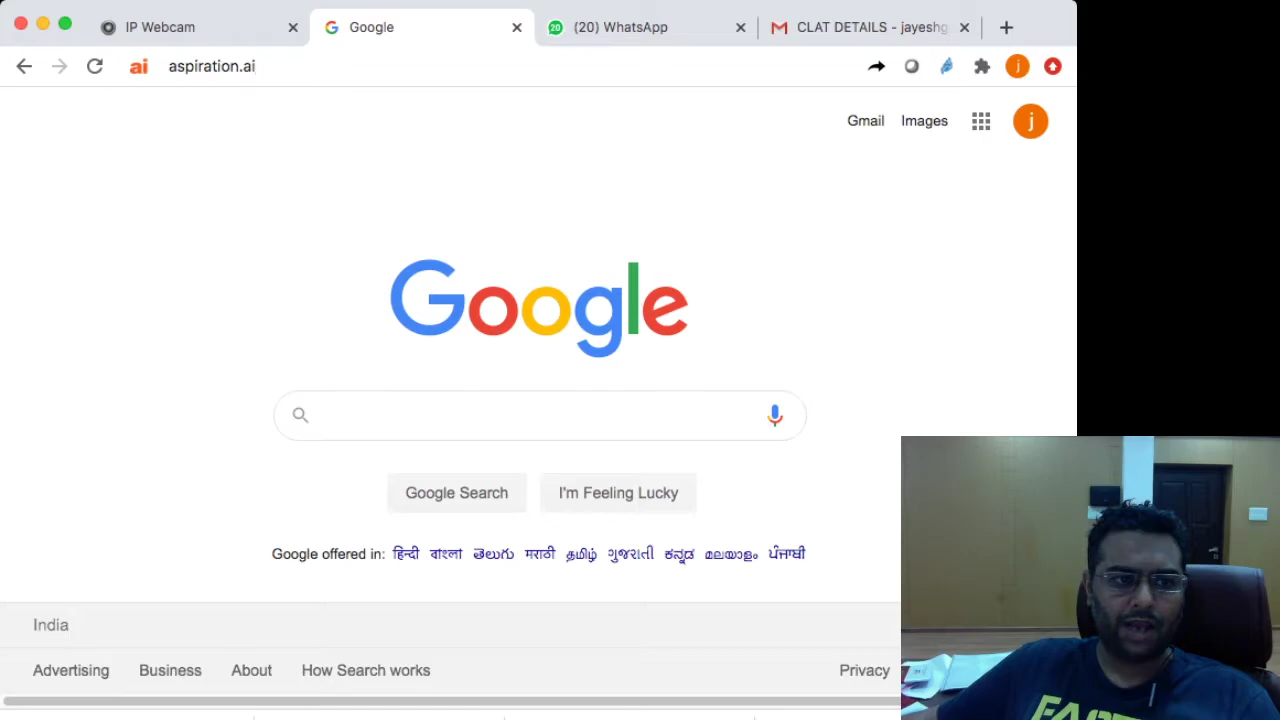 IP Webcam
Google
(20) WhatsApp
CLAT DETAILS - jayeshg
ai aspiration.ai
j
Gmail Images j
Google
Google Search I'm Feeling Lucky
Google offered in: हिन्दी বাংলা తెలుగు मराठी தமிழ் ગુજરાતી ಕನ್ನಡ മലയാളം ਪੰਜਾਬੀ
India
Advertising Business About How Search works Privacy